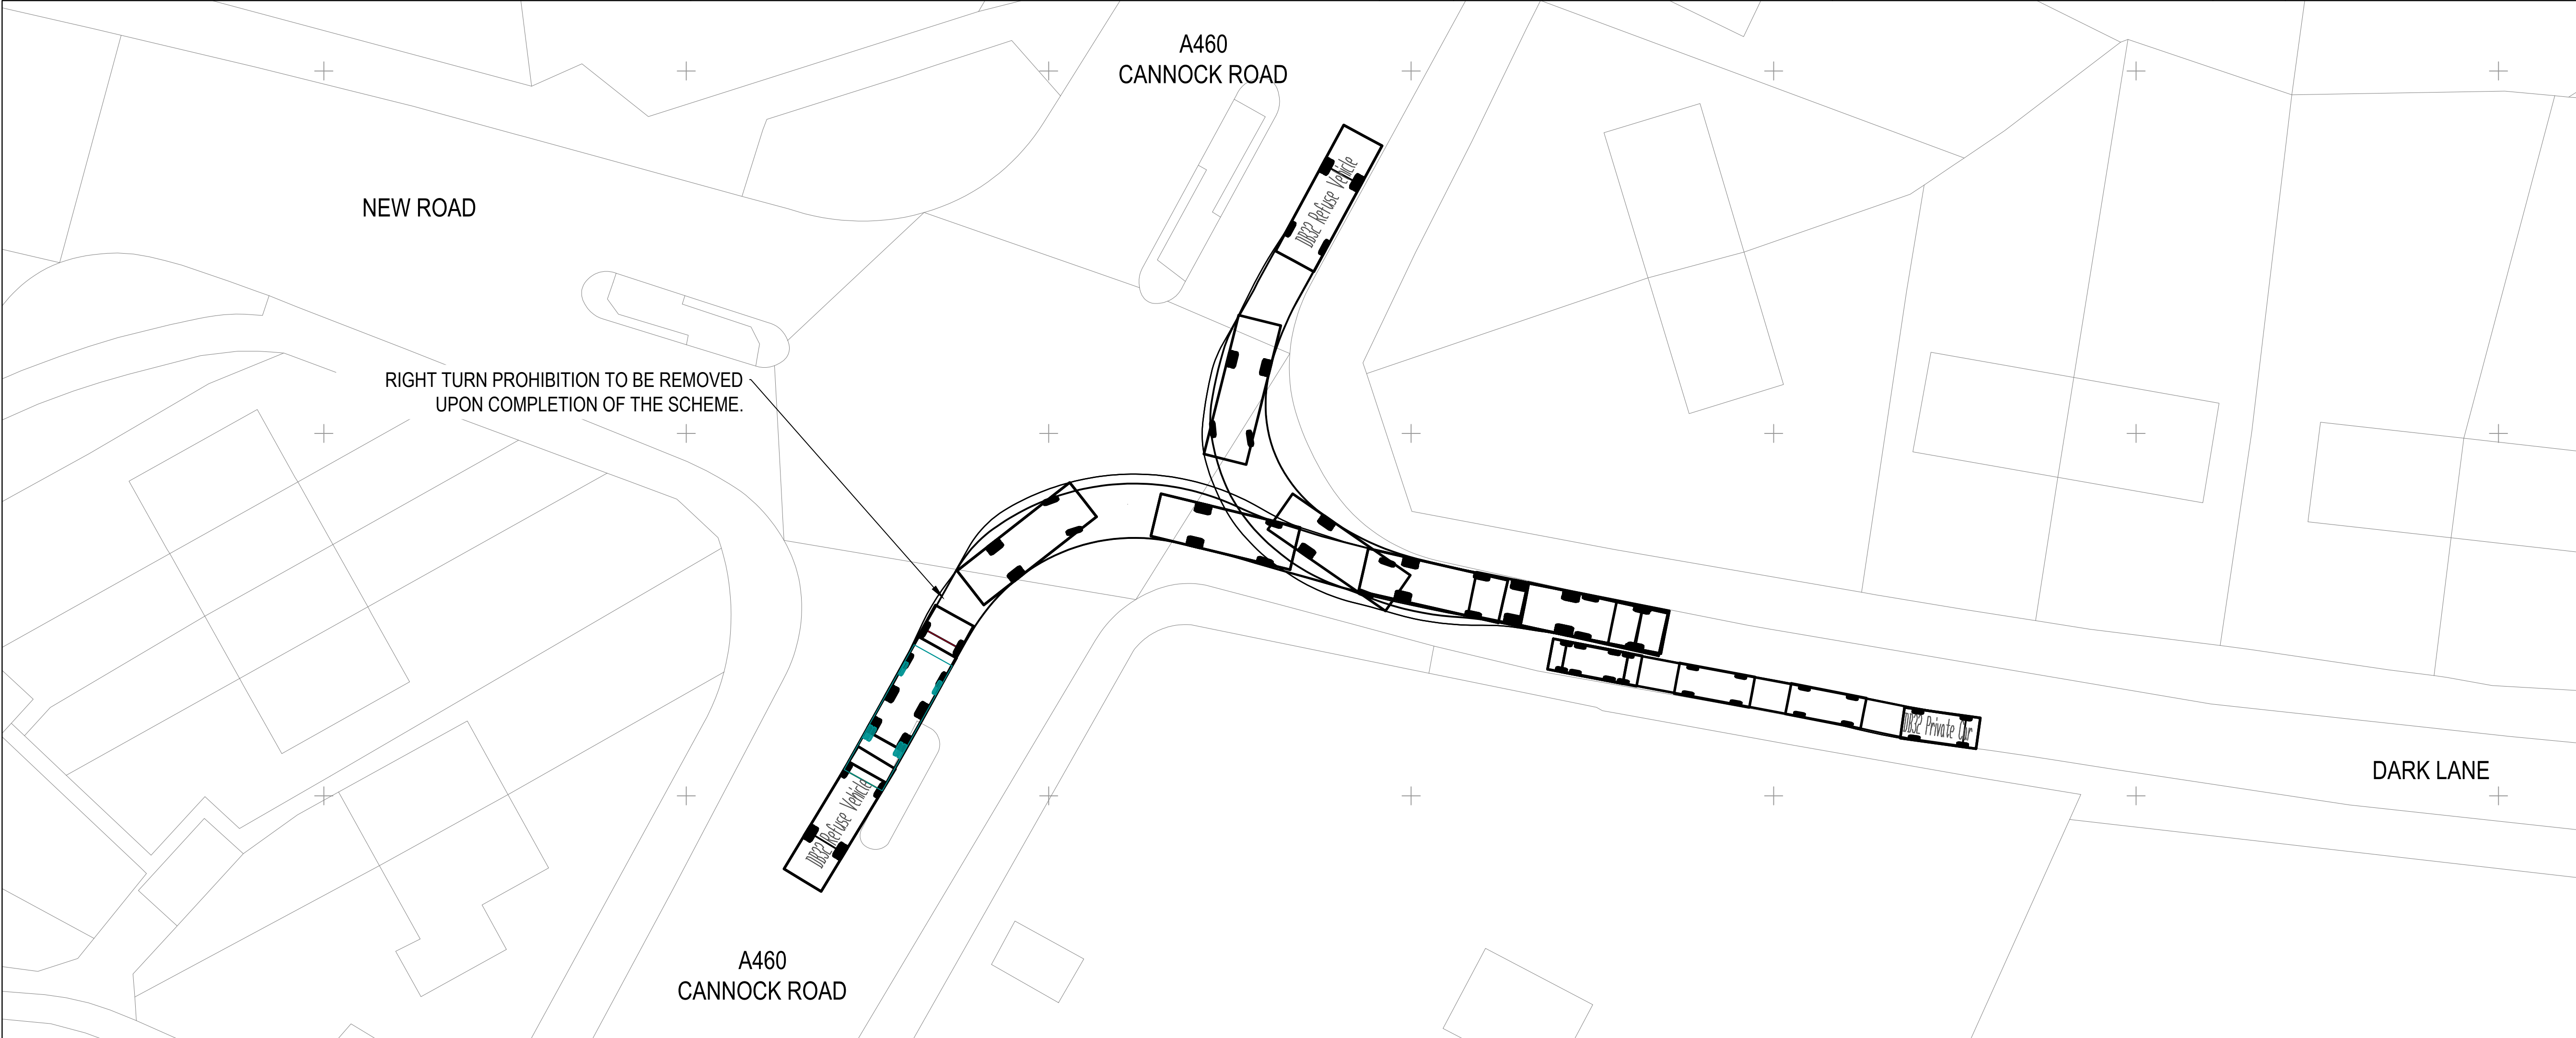 A460
CANNOCK ROAD
DB32 Refuse Vehicle
NEW ROAD
RIGHT TURN PROHIBITION TO BE REMOVED
UPON COMPLETION OF THE SCHEME.
DB32 Private Car
DARK LANE
DB32 Refuse Vehicle
A460
CANNOCK ROAD